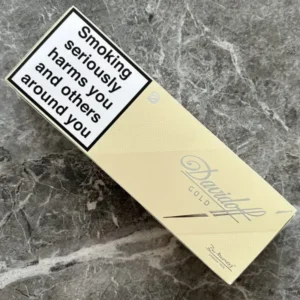 Smoking
seriously
harms you
and others
around you
Davidoff
GOLD